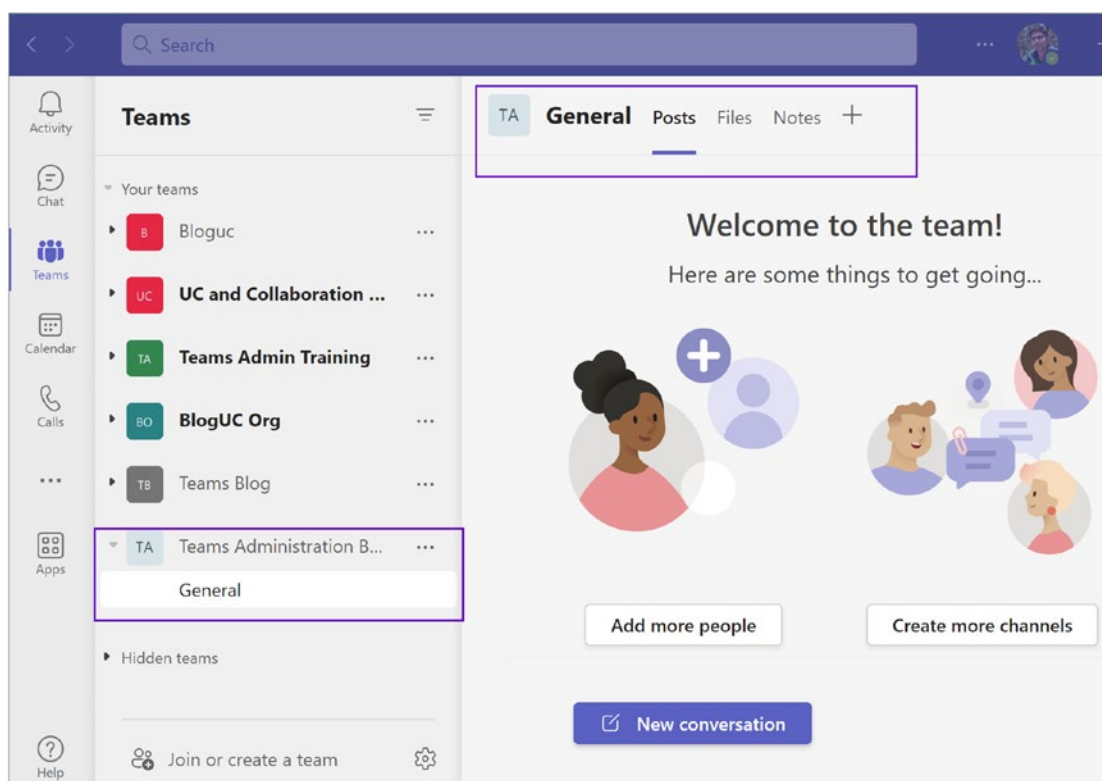 Search
Activity
Chat
Teams
Calendar
Calls
Apps
Help
Teams
Your teams
B Bloguc
UC UC and Collaboration ...
TA Teams Admin Training
BO BlogUC Org
TB Teams Blog
TA Teams Administration B...
General
Hidden teams
Join or create a team
TA General Posts Files Notes
Welcome to the team!
Here are some things to get going...
Add more people
Create more channels
New conversation